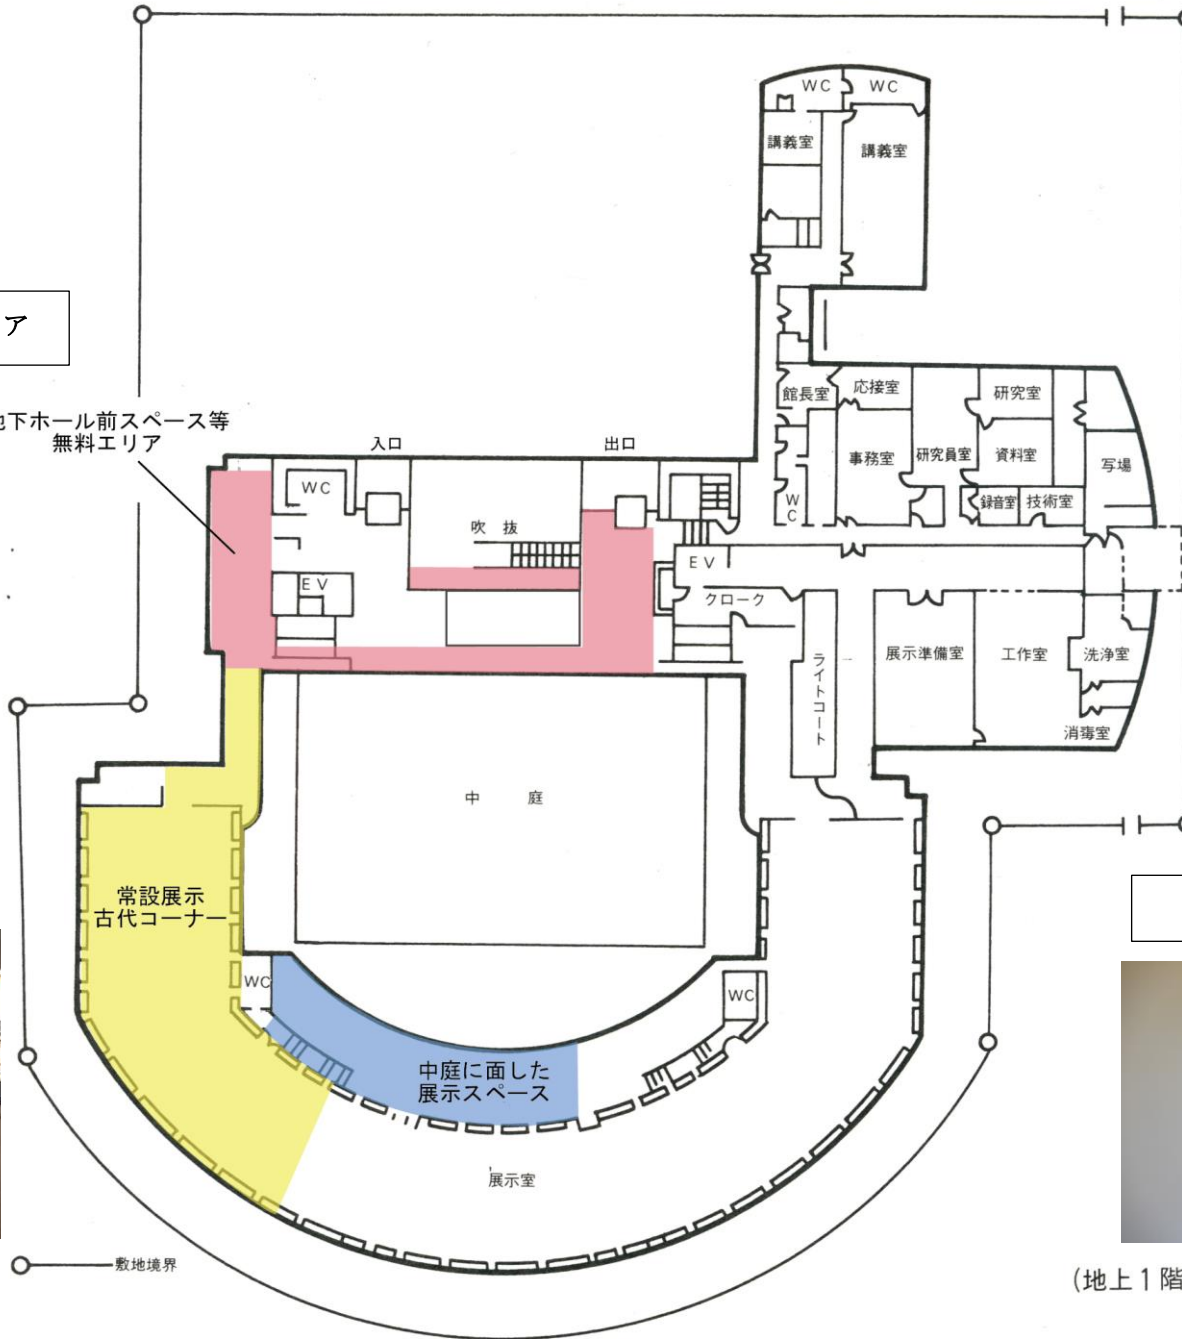 WC
WC
講義室
講義室
ア
地下ホール前スペース等
無料エリア
入口
出口
館長室
応接室
研究室
事務室
研究員室
資料室
写場
WC
WC
録音室
技術室
吹抜
EV
EV
クローク
ライトコート
展示準備室
工作室
洗浄室
消毒室
中庭
常設展示
古代コーナー
WC
WC
中庭に面した
展示スペース
展示室
敷地境界
(地上1階